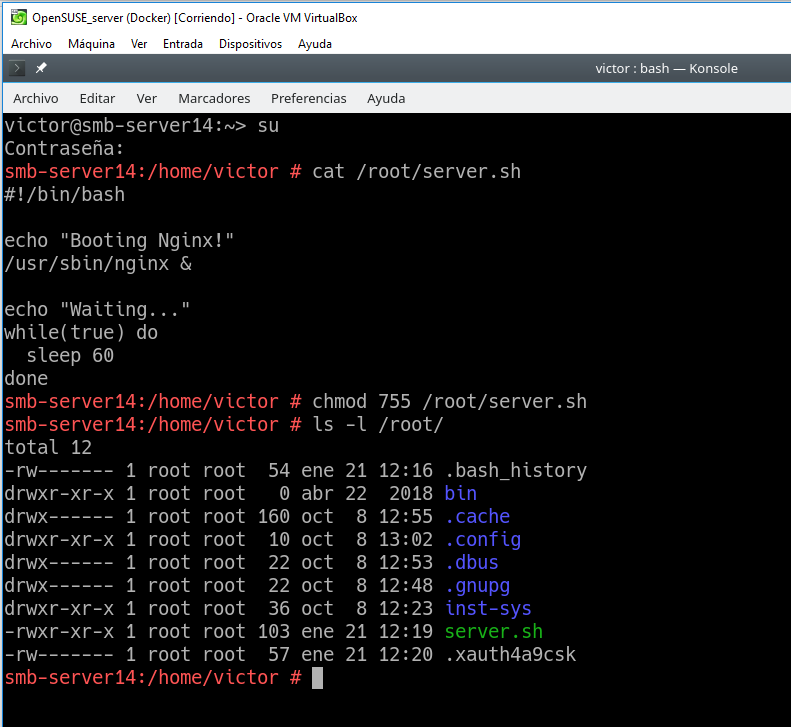 OpenSUSE_server (Docker) [Corriendo] - Oracle VM VirtualBox
Archivo Máquina Ver Entrada Dispositivos Ayuda
victor : bash — Konsole
Archivo Editar Ver Marcadores Preferencias Ayuda
victor@smb-server14:~> su
Contraseña:
smb-server14:/home/victor # cat /root/server.sh
#!/bin/bash

echo "Booting Nginx!"
/usr/sbin/nginx &

echo "Waiting..."
while(true) do
  sleep 60
done
smb-server14:/home/victor # chmod 755 /root/server.sh
smb-server14:/home/victor # ls -l /root/
total 12
-rw------- 1 root root  54 ene 21 12:16 .bash_history
drwxr-xr-x 1 root root   0 abr 22  2018 bin
drwx------ 1 root root 160 oct  8 12:55 .cache
drwxr-xr-x 1 root root  10 oct  8 13:02 .config
drwx------ 1 root root  22 oct  8 12:53 .dbus
drwx------ 1 root root  22 oct  8 12:48 .gnupg
drwxr-xr-x 1 root root  36 oct  8 12:23 inst-sys
-rwxr-xr-x 1 root root 103 ene 21 12:19 server.sh
-rw------- 1 root root  57 ene 21 12:20 .xauth4a9csk
smb-server14:/home/victor #